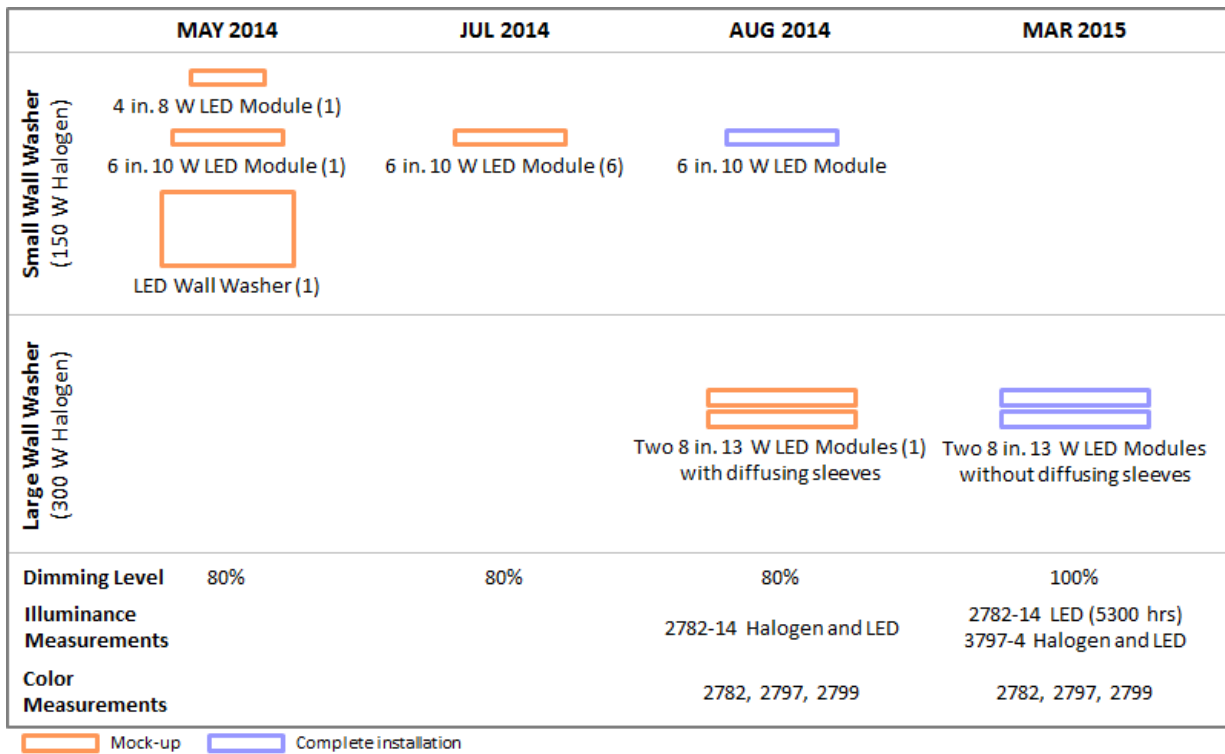 MAY 2014 JUL 2014 AUG 2014 MAR 2015
Small Wall Washer
(150 W Halogen)
4 in. 8 W LED Module (1)
6 in. 10 W LED Module (1) 6 in. 10 W LED Module (6) 6 in. 10 W LED Module
LED Wall Washer (1)
Large Wall Washer
(300 W Halogen)
Two 8 in. 13 W LED Modules (1) Two 8 in. 13 W LED Modules
with diffusing sleeves without diffusing sleeves
Dimming Level 80% 80% 80% 100%
Illuminance
Measurements
2782-14 Halogen and LED
2782-14 LED (5300 hrs)
3797-4 Halogen and LED
Color
Measurements
2782, 2797, 2799 2782, 2797, 2799
Mock-up Complete installation